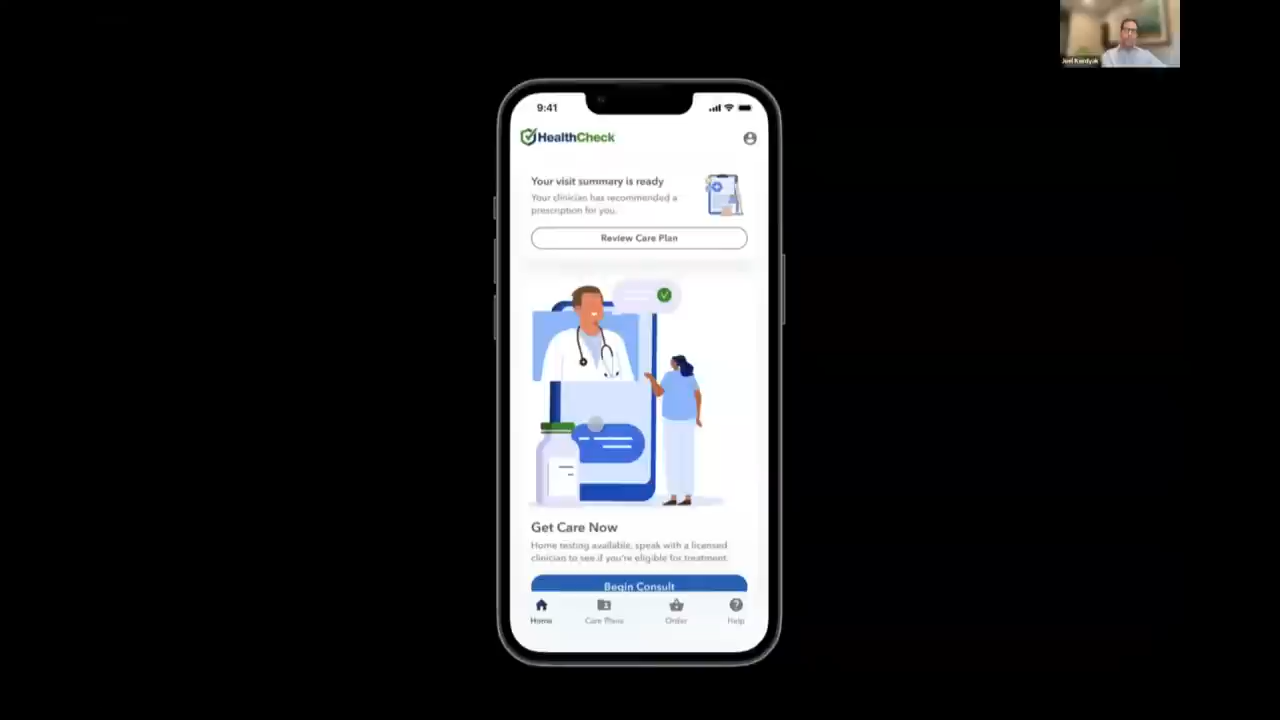 9:41
HealthCheck
Your visit summary is ready
Your clinician has recommended a
prescription for you.
Review Care Plan
Get Care Now
Home testing available, speak with a licensed
clinician to see if you're eligible for treatment.
Begin Consult
Home
Care Plans
Order
Help
Joel